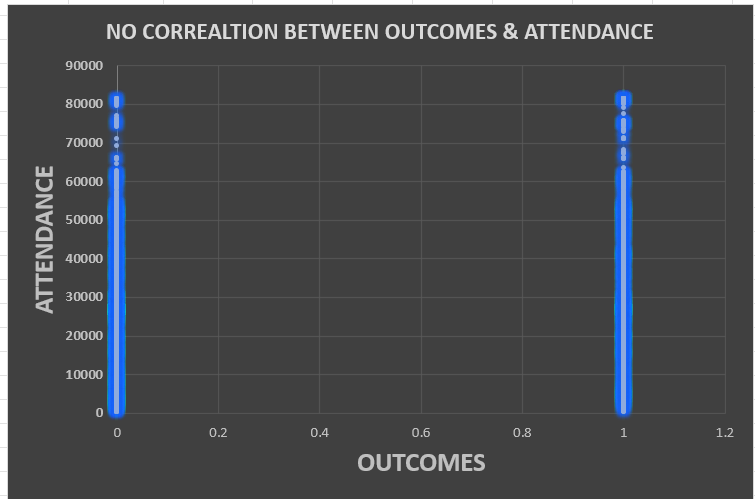 NO CORREALTION BETWEEN OUTCOMES & ATTENDANCE
90000
80000
70000
60000
50000
40000
30000
20000
10000
0
ATTENDANCE
0 0.2 0.4 0.6 0.8 1 1.2
OUTCOMES